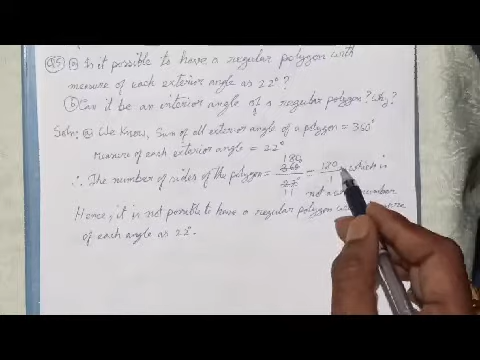 Q5 (a) Is it possible to have a regular polygon with
measure of each exterior angle as 22°?
(b) Can it be an interior angle of a regular polygon? Why?
Soln: (a) We know, Sum of all exterior angle of a polygon = 360°
Measure of each exterior angle = 22°
∴ The number of sides of the polygon = 180 360° / 22° 11 = 180 / 1 which is
not a number
Hence, it is not possible to have a regular polygon
of each angle as 22°.